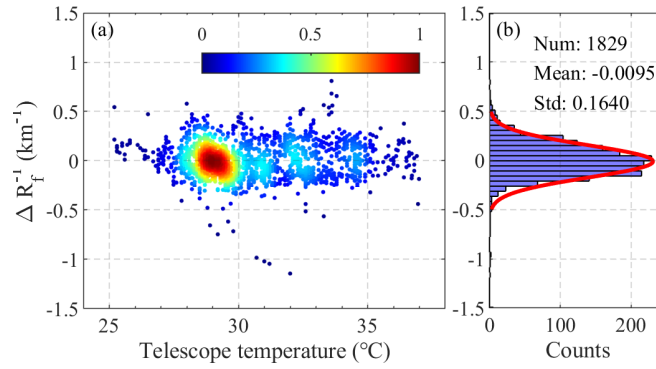 (a)
0 0.5 1
(b)
Num: 1829
Mean: -0.0095
Std: 0.1640
Δ R_f^-1 (km⁻¹)
1.5
1
0.5
0
-0.5
-1
-1.5
25 30 35
Telescope temperature (°C)
1.5
1
0.5
0
-0.5
-1
-1.5
0 100 200
Counts